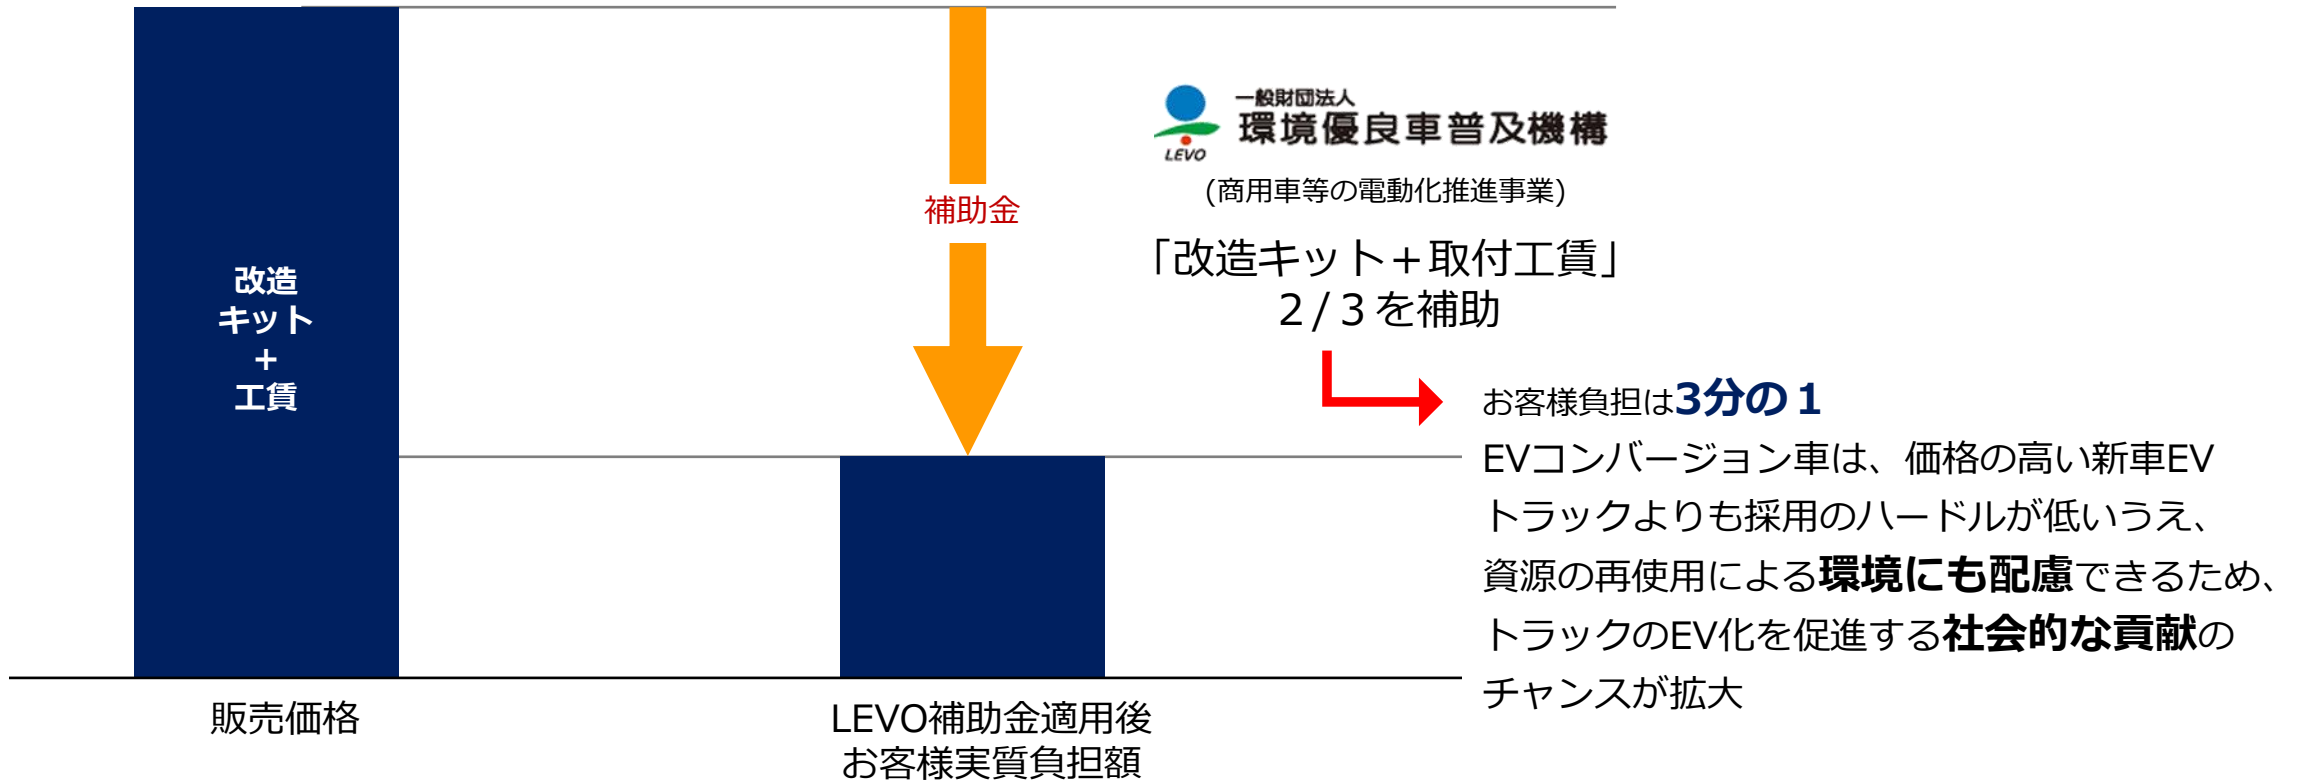 改造
キット
+
工賃
補助金
一般財団法人
環境優良車普及機構
LEVO
(商用車等の電動化推進事業)
「改造キット＋取付工賃」
２/３を補助
お客様負担は3分の１
EVコンバージョン車は、価格の高い新車EV
トラックよりも採用のハードルが低いうえ、
資源の再使用による環境にも配慮できるため、
トラックのEV化を促進する社会的な貢献の
チャンスが拡大
販売価格
LEVO補助金適用後
お客様実質負担額